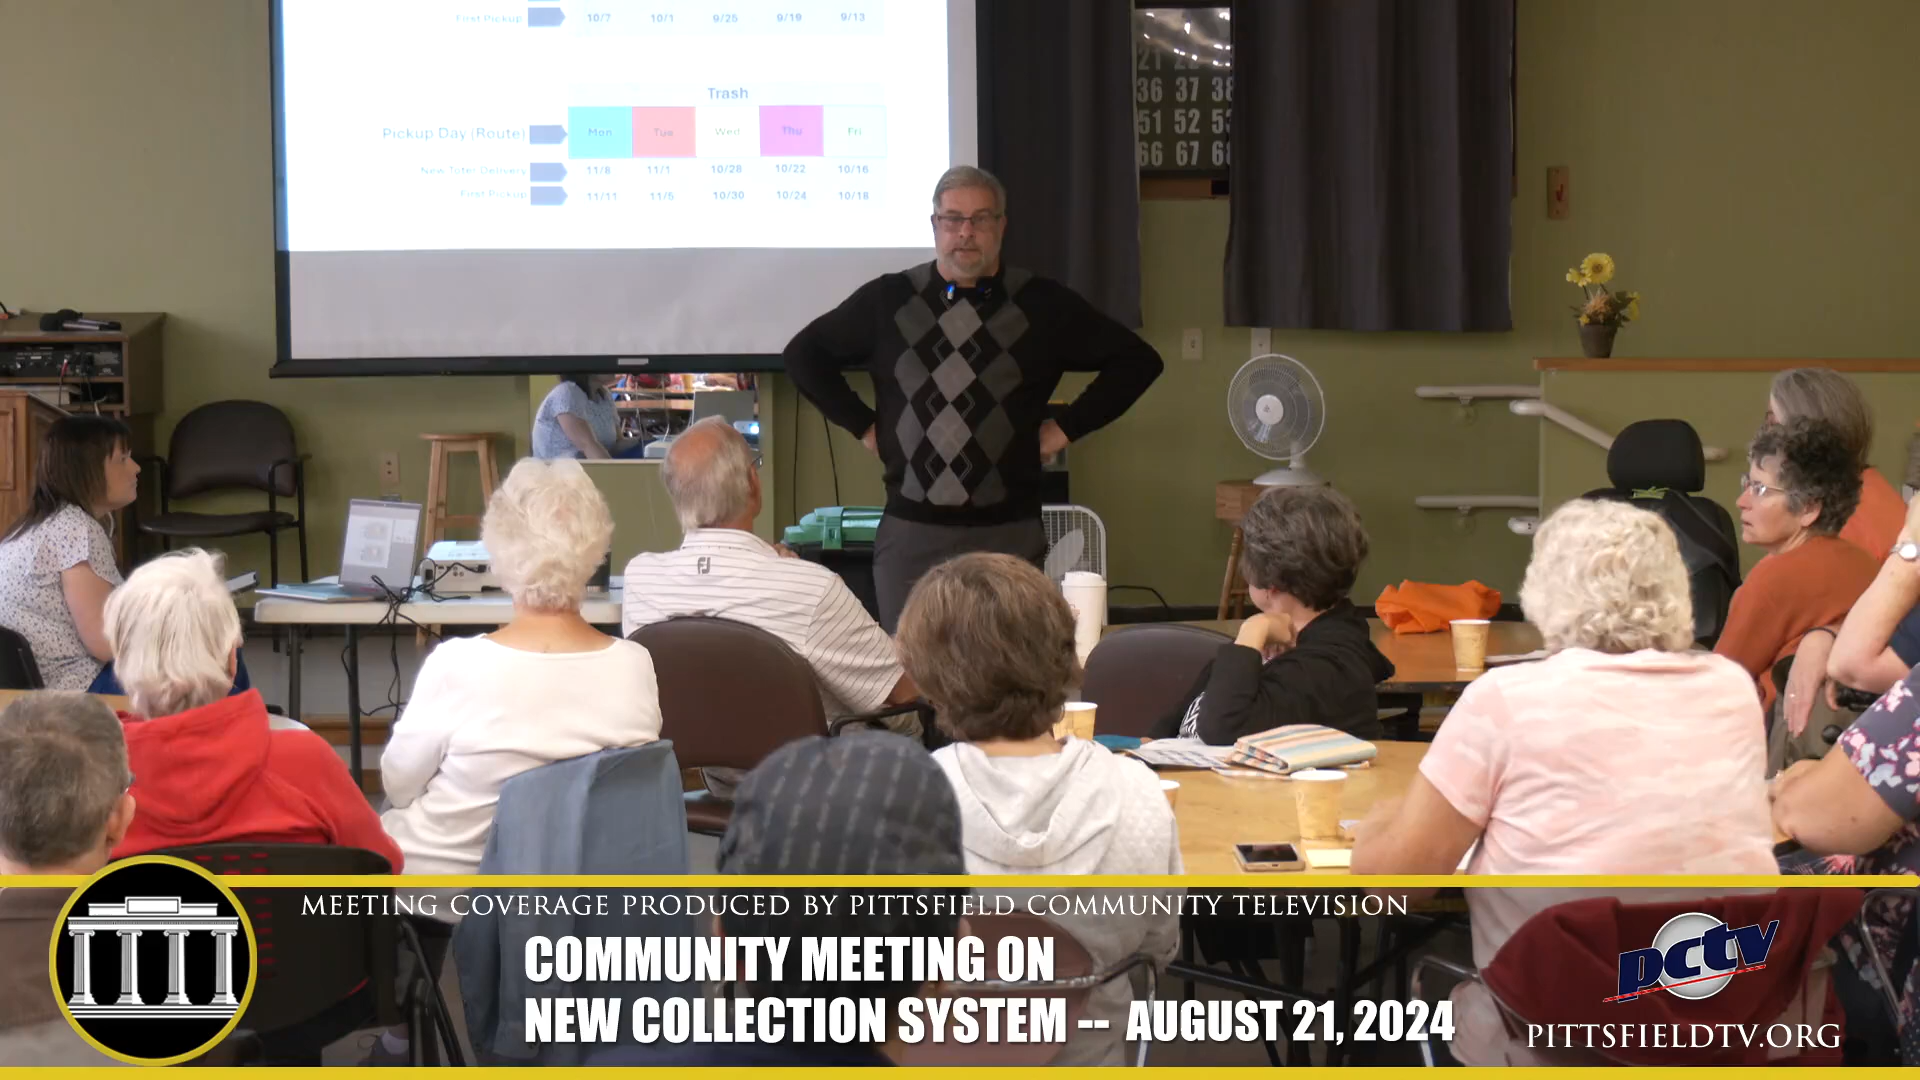 First Pickup 10/7 10/1 9/25 9/19 9/13
Trash
Pickup Day (Route) Mon Tue Wed Thu Fri
New Toter Delivery 11/8 11/1 10/28 10/22 10/16
First Pickup 11/11 11/5 10/30 10/24 10/18
21 22
36 37 38
51 52 53
66 67 68
FJ
MEETING COVERAGE PRODUCED BY PITTSFIELD COMMUNITY TELEVISION
COMMUNITY MEETING ON
NEW COLLECTION SYSTEM -- AUGUST 21, 2024
pctv
PITTSFIELDTV.ORG